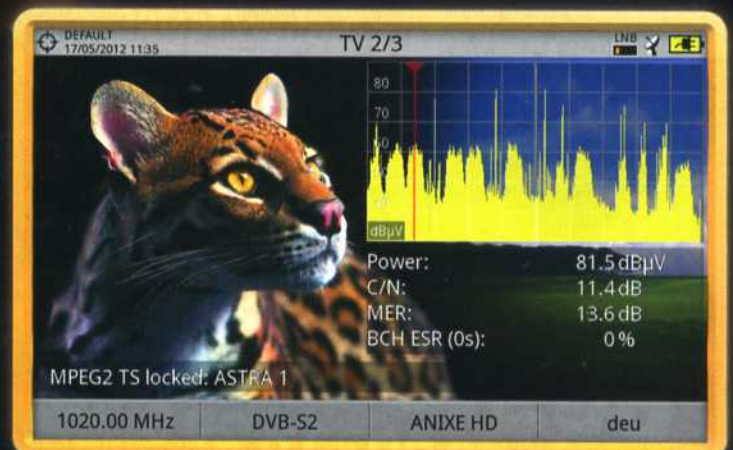 DEFAULT
17/05/2012 11:35
TV 2/3
LNB
80
70
60
dBµV
Power: 81.5 dBµV
C/N: 11.4 dB
MER: 13.6 dB
BCH ESR (0s): 0 %
MPEG2 TS locked: ASTRA 1
1020.00 MHz DVB-S2 ANIXE HD deu